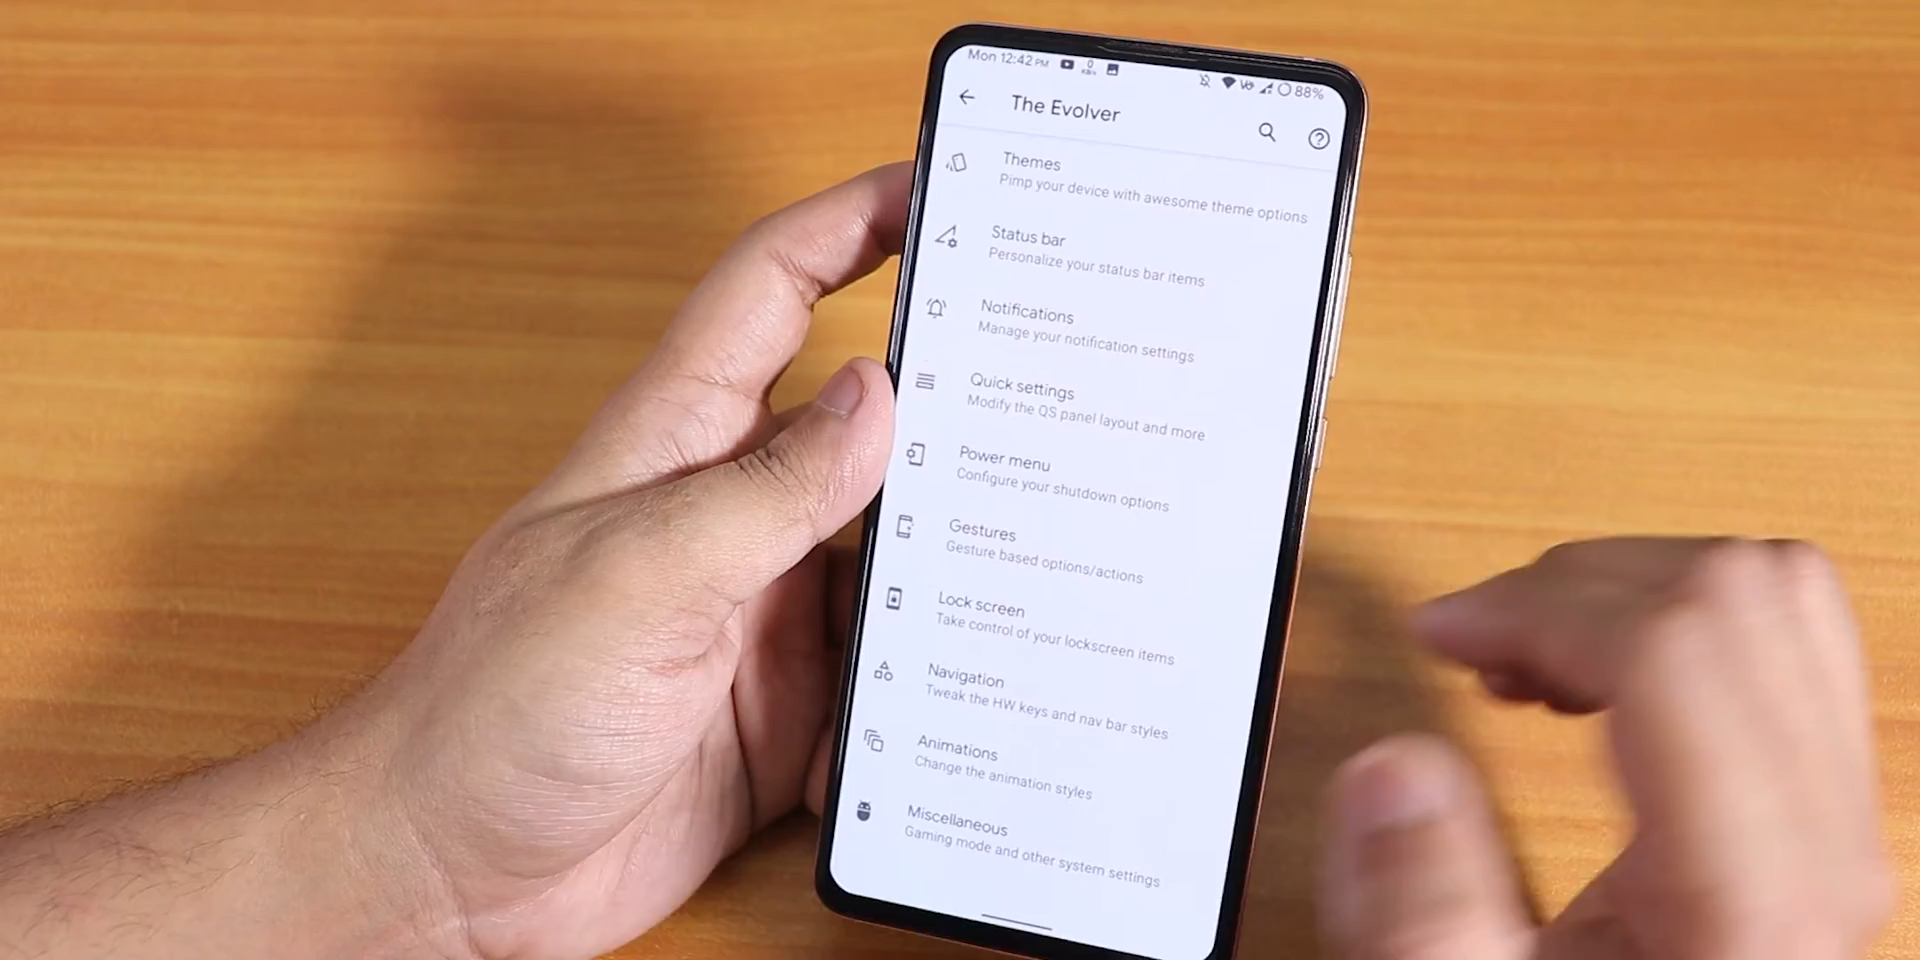 Mon 12:42 PM 0 KB/s Vo 88%
The Evolver
Themes
Pimp your device with awesome theme options
Status bar
Personalize your status bar items
Notifications
Manage your notification settings
Quick settings
Modify the QS panel layout and more
Power menu
Configure your shutdown options
Gestures
Gesture based options/actions
Lock screen
Take control of your lockscreen items
Navigation
Tweak the HW keys and nav bar styles
Animations
Change the animation styles
Miscellaneous
Gaming mode and other system settings